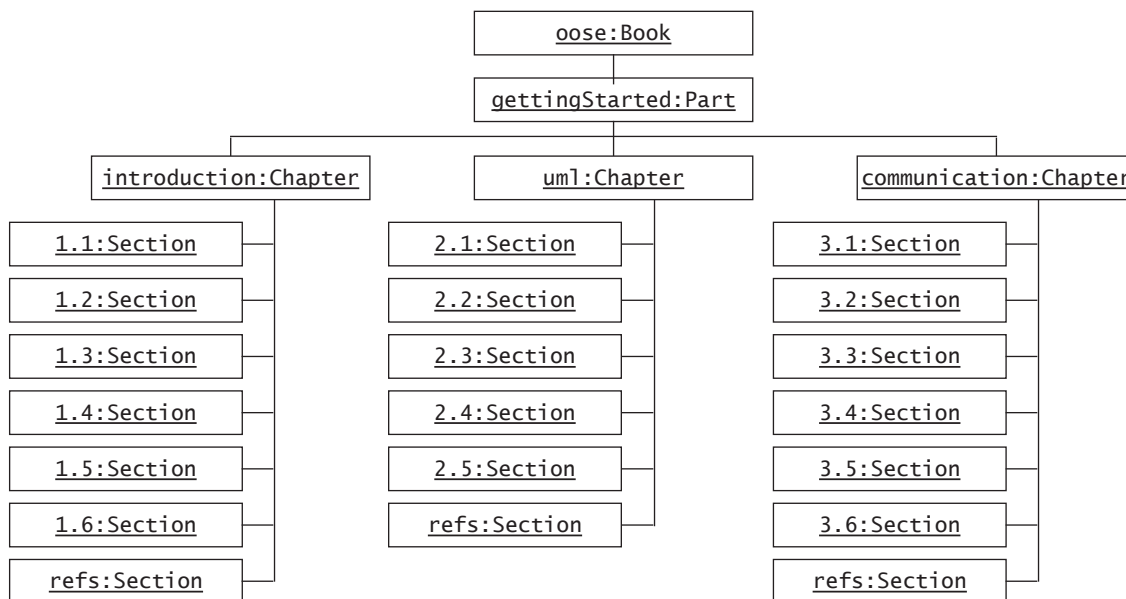 oose:Book
gettingStarted:Part
introduction:Chapter
uml:Chapter
communication:Chapter
1.1:Section
2.1:Section
3.1:Section
1.2:Section
2.2:Section
3.2:Section
1.3:Section
2.3:Section
3.3:Section
1.4:Section
2.4:Section
3.4:Section
1.5:Section
2.5:Section
3.5:Section
1.6:Section
refs:Section
3.6:Section
refs:Section
refs:Section